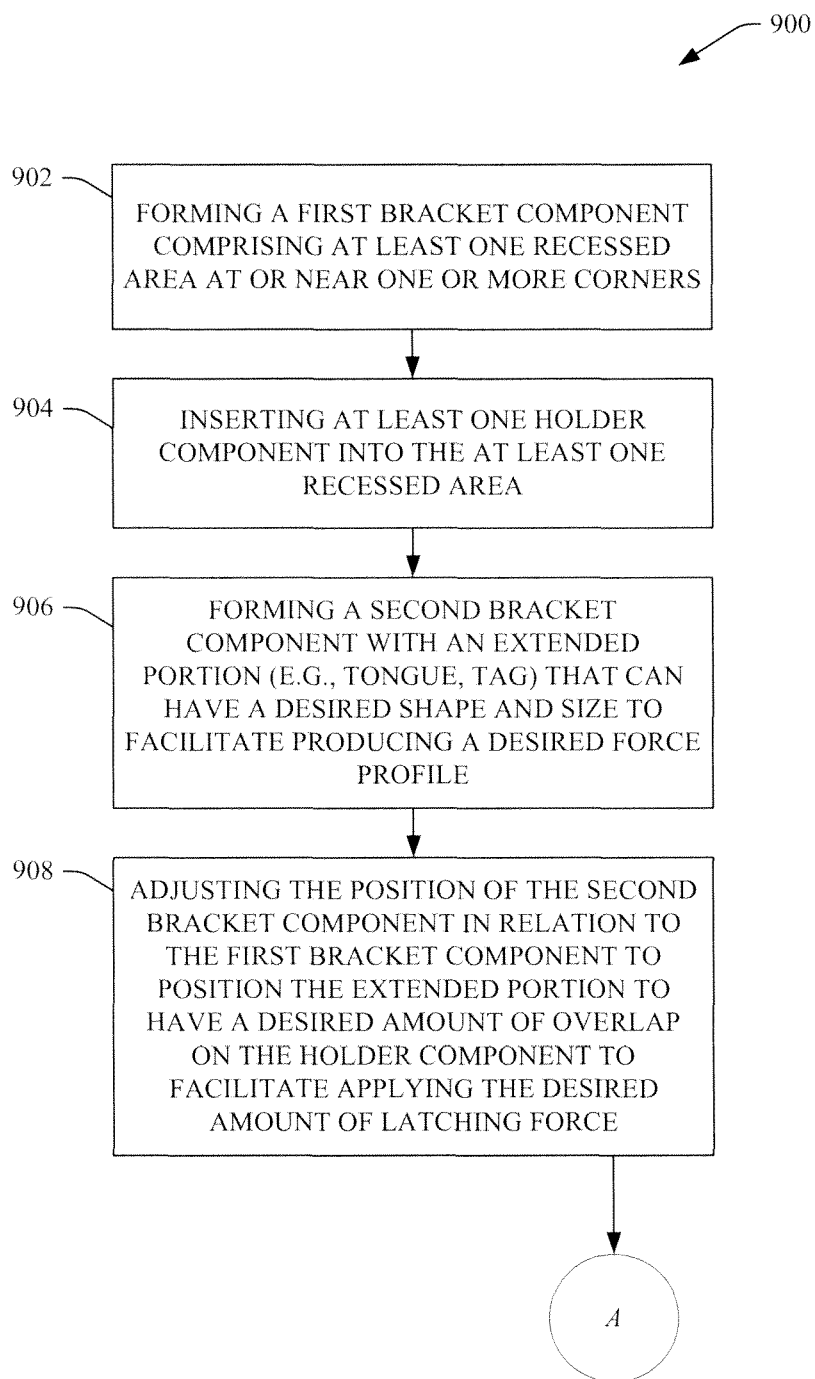 900
902
FORMING A FIRST BRACKET COMPONENT
COMPRISING AT LEAST ONE RECESSED
AREA AT OR NEAR ONE OR MORE CORNERS
904
INSERTING AT LEAST ONE HOLDER
COMPONENT INTO THE AT LEAST ONE
RECESSED AREA
906
FORMING A SECOND BRACKET
COMPONENT WITH AN EXTENDED
PORTION (E.G., TONGUE, TAG) THAT CAN
HAVE A DESIRED SHAPE AND SIZE TO
FACILITATE PRODUCING A DESIRED FORCE
PROFILE
908
ADJUSTING THE POSITION OF THE SECOND
BRACKET COMPONENT IN RELATION TO
THE FIRST BRACKET COMPONENT TO
POSITION THE EXTENDED PORTION TO
HAVE A DESIRED AMOUNT OF OVERLAP
ON THE HOLDER COMPONENT TO
FACILITATE APPLYING THE DESIRED
AMOUNT OF LATCHING FORCE
A